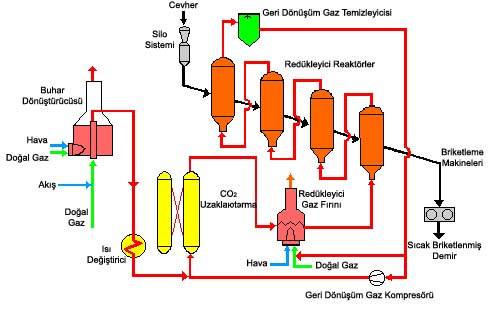 Cevher
Geri Dönüşüm Gaz Temizleyicisi
Silo
Sistemi
Redükleyici Reaktörler
Buhar
Dönüştürücüsü
Hava
Doğal Gaz
Briketleme
Makineleri
Akış
CO2
Uzaklaıotarma
Redükleyici
Gaz Fırını
Doğal
Gaz
Isı
Değiştirici
Sıcak Briketlenmiş
Demir
Hava
Doğal Gaz
Geri Dönüşüm Gaz Kompresörü